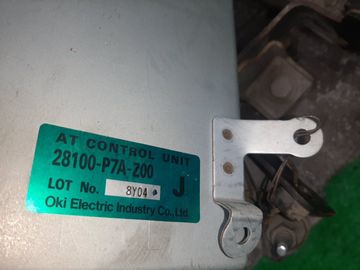 AT CONTROL UNIT
28100-P7A-Z00
LOT No. 8Y04 J
Oki Electric Industry Co., Ltd.